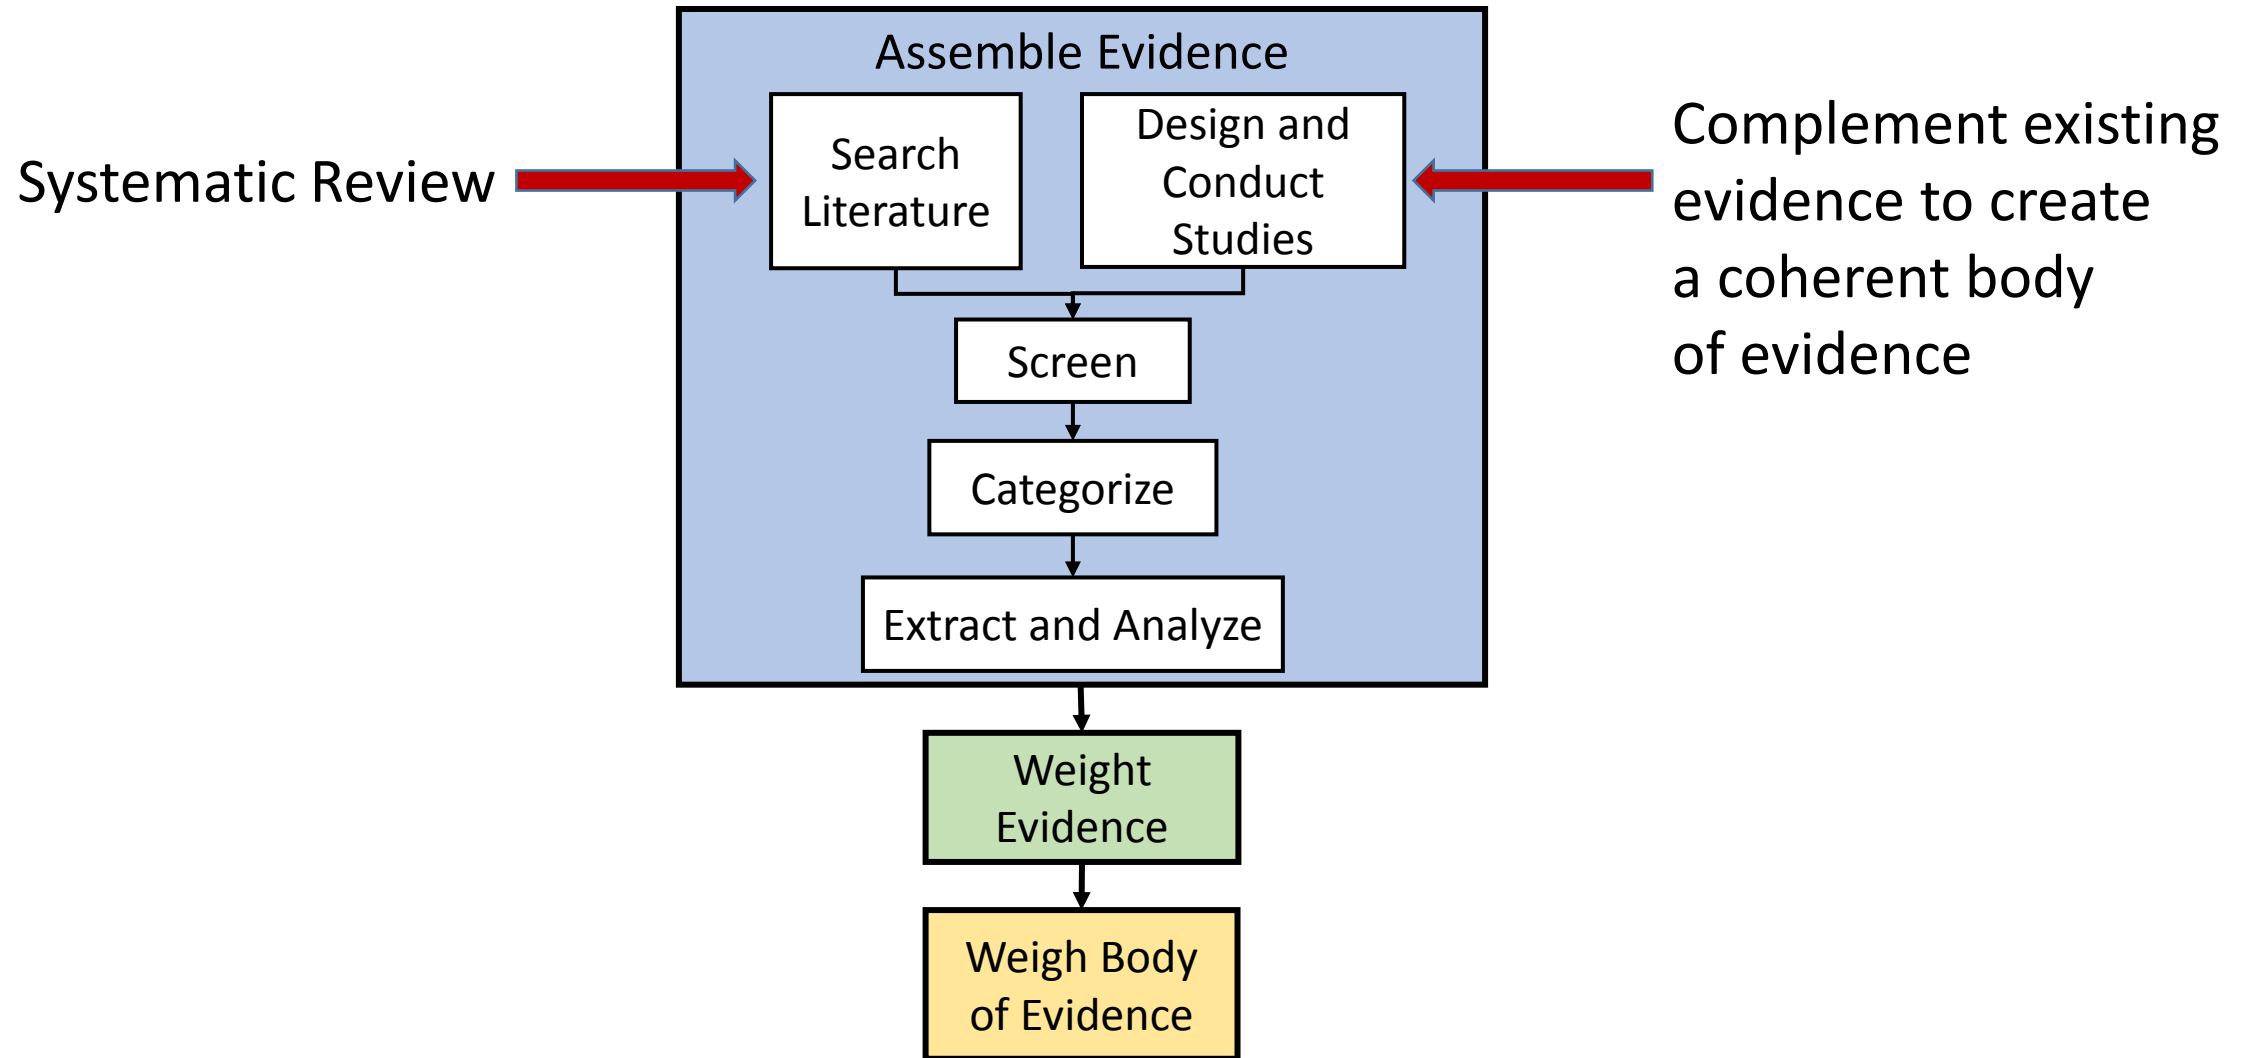 Assemble Evidence
Systematic Review
Search
Literature
Design and
Conduct
Studies
Complement existing
evidence to create
a coherent body
of evidence
Screen
Categorize
Extract and Analyze
Weight
Evidence
Weigh Body
of Evidence